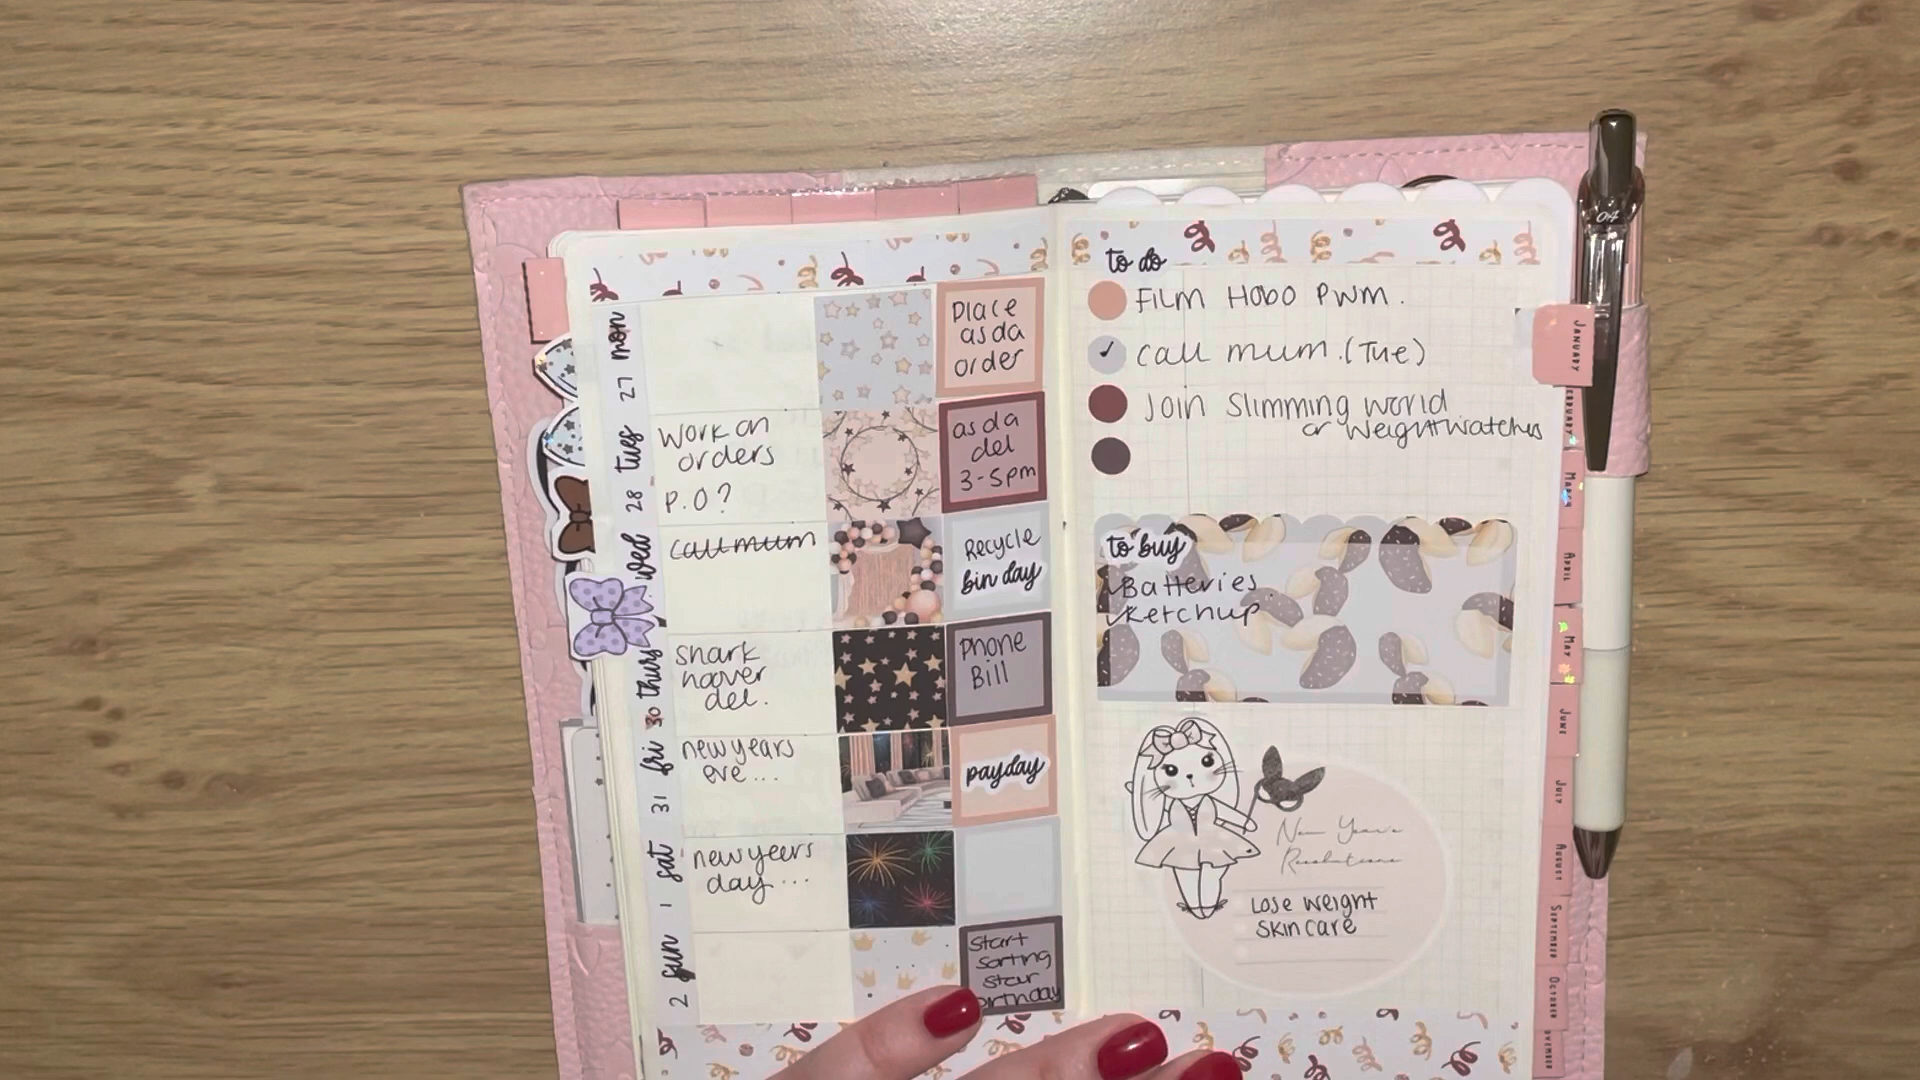 mon 27
Place
asda
order
tues 28
Work on
orders
P.O?
asda
del
3-5pm
wed
call mum
Recycle
bin day
thurs 30
shark
hoover
del.
Phone
Bill
fri 31
new years
eve...
payday
sat 1
new yeers
day...
sun 2
Start
sorting
star
birthday
to do
FILM HOBO PWM.
✓ call mum.(Tue)
JOIN Slimming world
or weightwatchers
to buy
✓Batteries.
✓Ketchup
New Year's
Resolutions
Lose weight
Skin care
04
JANUARY
FEBRUARY
MARCH
APRIL
MAY
JUNE
JULY
AUGUST
SEPTEMBER
OCTOBER
NOVEMBER